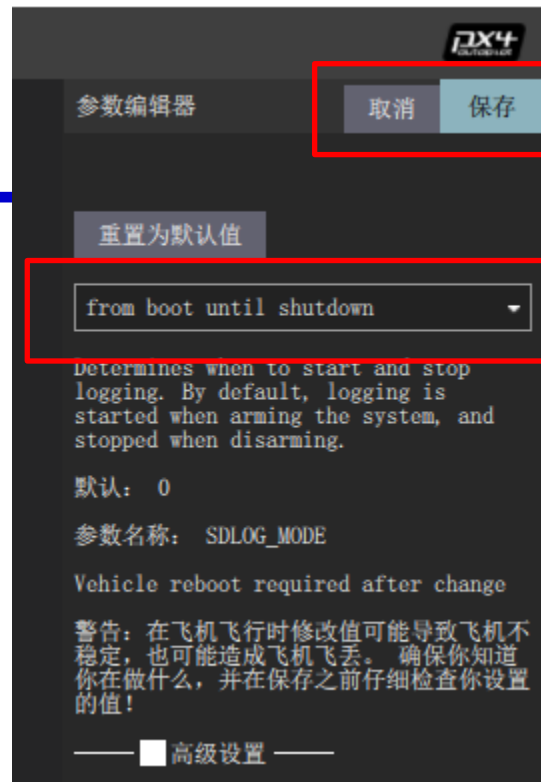 px4
autopilot
参数编辑器
取消
保存
重置为默认值
from boot until shutdown
Determines when to start and stop
logging. By default, logging is
started when arming the system, and
stopped when disarming.
默认: 0
参数名称: SDLOG_MODE
Vehicle reboot required after change
警告: 在飞机飞行时修改值可能导致飞机不
稳定，也可能造成飞机飞丢。 确保你知道
你在做什么，并在保存之前仔细检查你设置
的值!
高级设置